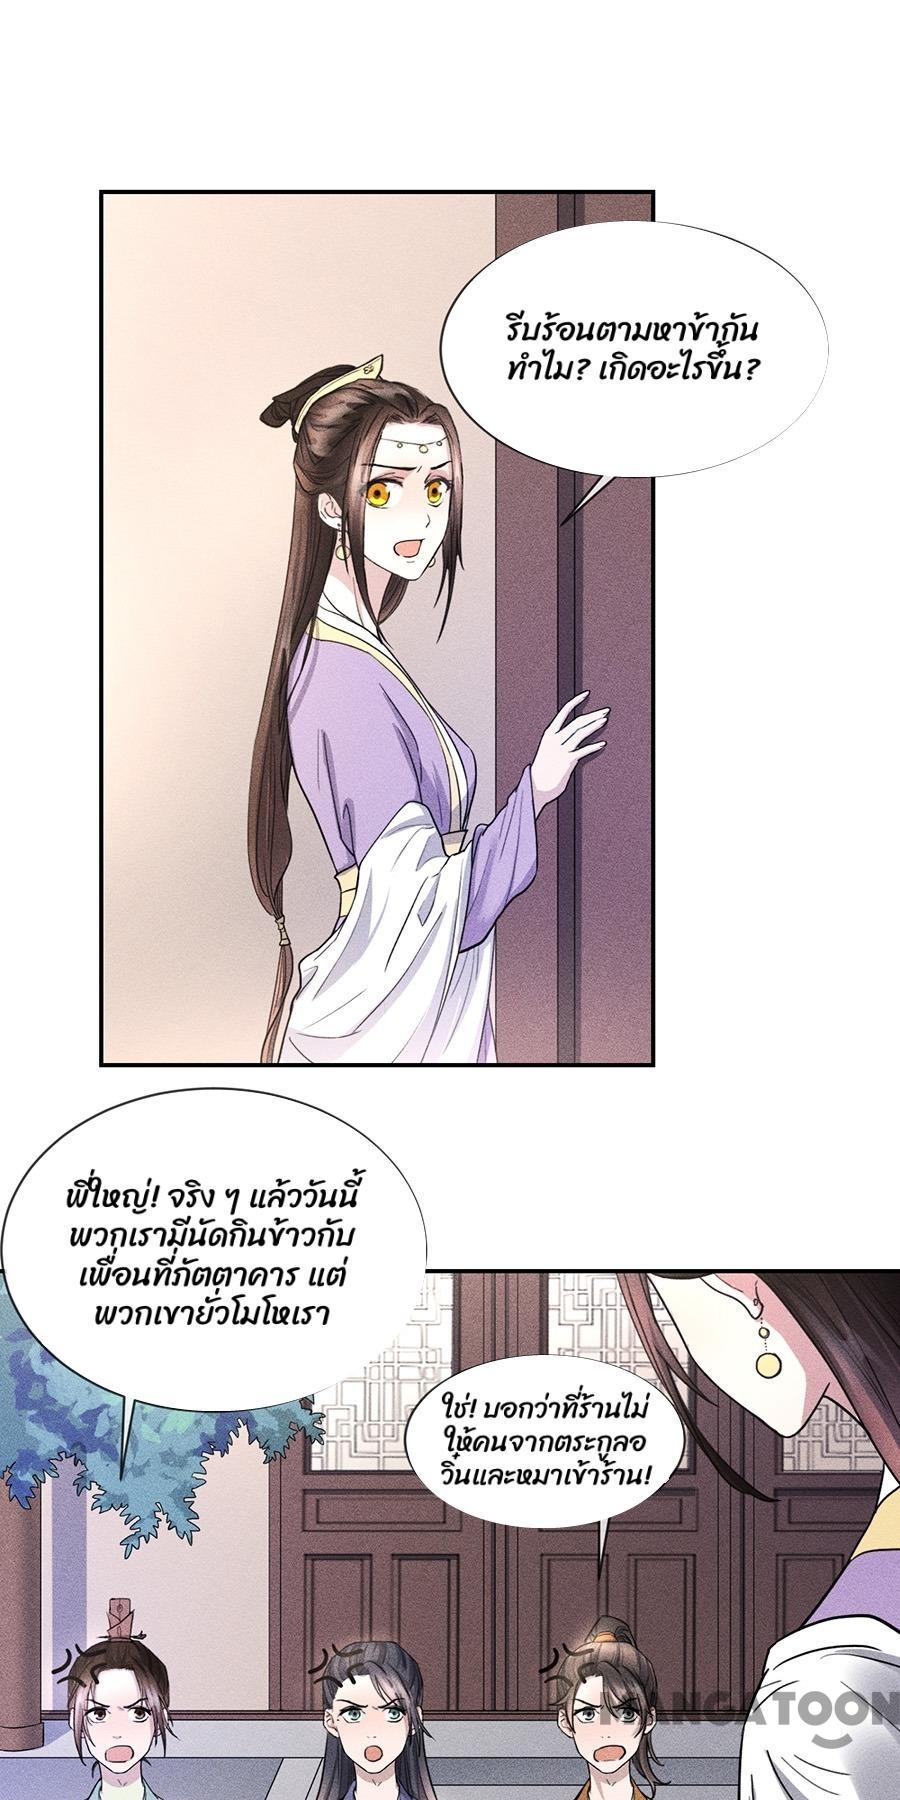 รีบร้อนตามหาข้ากัน
ทำไม? เกิดอะไรขึ้น?
พี่ใหญ่! จริง ๆ แล้ววันนี้
พวกเรามีนัดกินข้าวกับ
เพื่อนที่ภัตตาคาร แต่
พวกเขายั่วโมโหเรา
ใช่! บอกว่าที่ร้านไม่
ให้คนจากตระกูลอ
วิ๋นและหมาเข้าร้าน!
MANGATOON